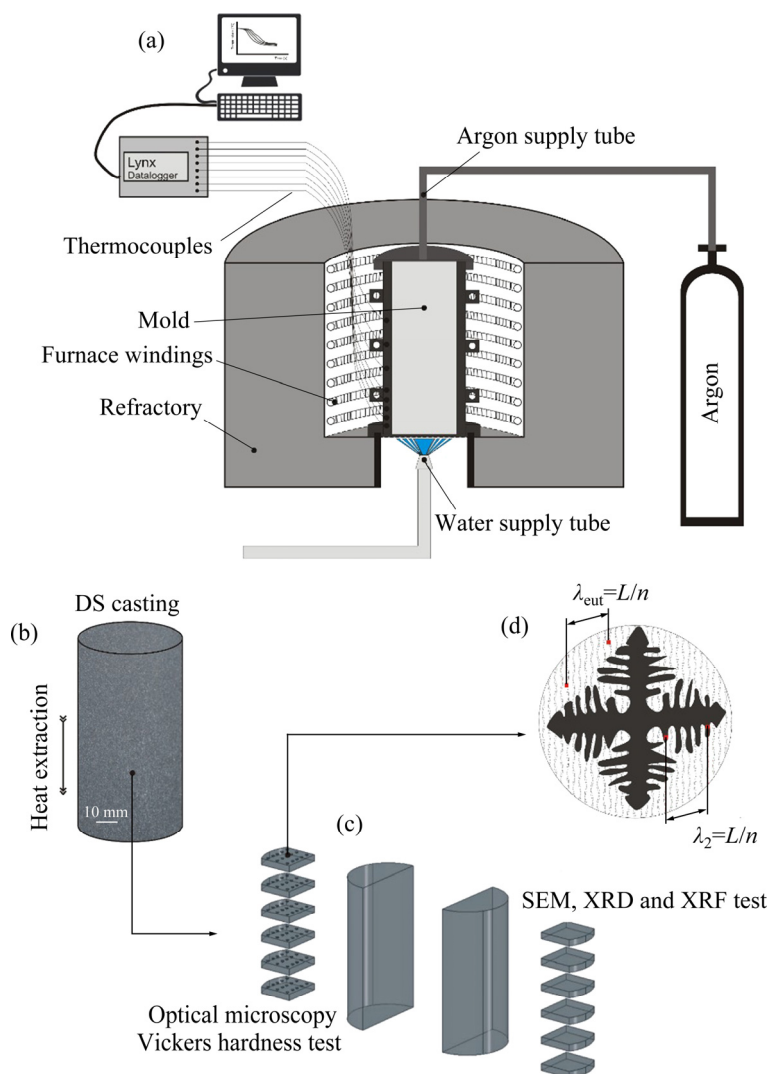 (a)
Lynx
Datalogger
Thermocouples
Argon supply tube
Mold
Furnace windings
Refractory
Argon
Water supply tube
(b)
DS casting
Heat extraction
10 mm
(c)
Optical microscopy
Vickers hardness test
SEM, XRD and XRF test
(d)
λeut=L/n
λ2=L/n